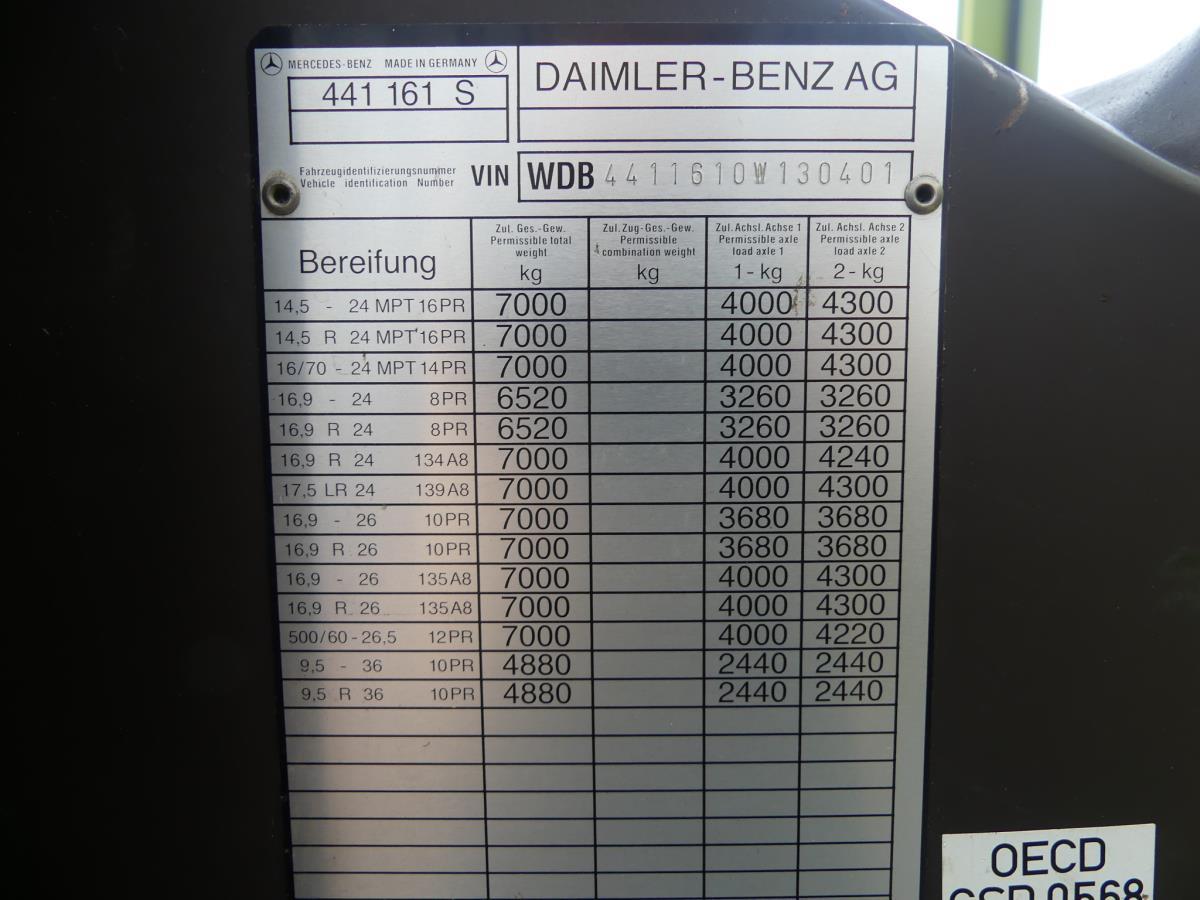 MERCEDES-BENZ MADE IN GERMANY
441 161 S
DAIMLER-BENZ AG
Fahrzeugidentifizierungsnummer
Vehicle identification Number
VIN WDB 4411610W130401
Bereifung
Zul. Ges.-Gew.
Permissible total
weight
kg
Zul. Zug-Ges.-Gew.
Permissible
combination weight
kg
Zul. Achsl. Achse 1
Permissible axle
load axle 1
1 - kg
Zul. Achsl. Achse 2
Permissible axle
load axle 2
2 - kg
14,5 - 24 MPT 16PR 7000 4000 4300
14,5 R 24 MPT 16PR 7000 4000 4300
16/70 - 24 MPT 14PR 7000 4000 4300
16,9 - 24 8PR 6520 3260 3260
16,9 R 24 8PR 6520 3260 3260
16,9 R 24 134A8 7000 4000 4240
17,5 LR 24 139A8 7000 4000 4300
16,9 - 26 10PR 7000 3680 3680
16,9 R 26 10PR 7000 3680 3680
16,9 - 26 135A8 7000 4000 4300
16,9 R 26 135A8 7000 4000 4300
500/60 - 26,5 12PR 7000 4000 4220
9,5 - 36 10PR 4880 2440 2440
9,5 R 36 10PR 4880 2440 2440
OECD
0568